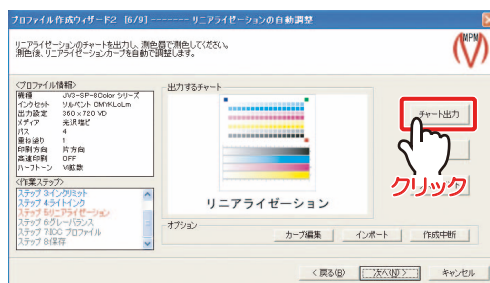 プロファイル作成ウィザード2 [6/9] ------- リニアライゼーションの自動調整
リニアライゼーションのチャートを出力し、測色器で測色してください。
測色後、リニアライゼーションカーブを自動で調整します。
MPM
<プロファイル情報>
機種 JV3-SP-8Color シリーズ
インクセット ソルベント CMYKLcLm
出力設定 360 x 720 VD
メディア 光沢塩ビ
パス 4
重ね塗り 1
印刷方向 片方向
高速印刷 OFF
ハーフトーン V拡散
<作業ステップ>
ステップ 3:インクリミット
ステップ 4:ライトインク
ステップ 5:リニアライゼーション
ステップ 6:グレーバランス
ステップ 7:ICC プロファイル
ステップ 8:保存
出力するチャート
リニアライゼーション
チャート出力
クリック
オプション
カーブ編集
インポート
作成中断
< 戻る(B)
次へ(N) >
キャンセル